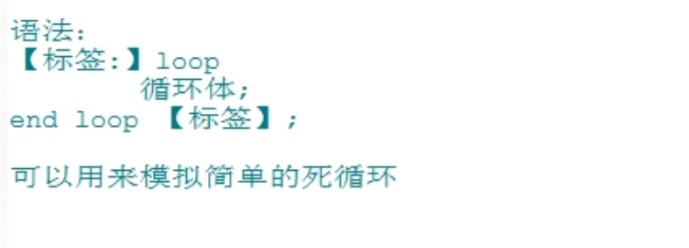 语法：
【标签:】loop
循环体;
end loop 【标签】;
可以用来模拟简单的死循环